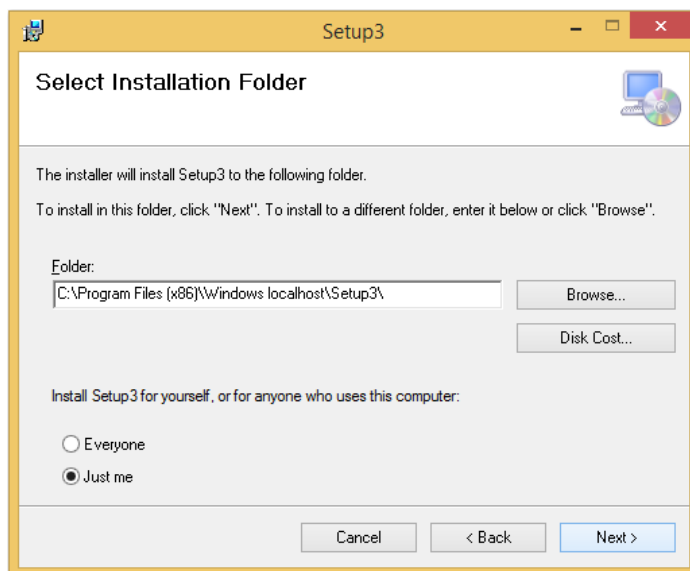 Setup3
Select Installation Folder
The installer will install Setup3 to the following folder.
To install in this folder, click "Next". To install to a different folder, enter it below or click "Browse".
Folder:
C:\Program Files (x86)\Windows localhost\Setup3\
Browse...
Disk Cost...
Install Setup3 for yourself, or for anyone who uses this computer:
Everyone
Just me
Cancel
< Back
Next >